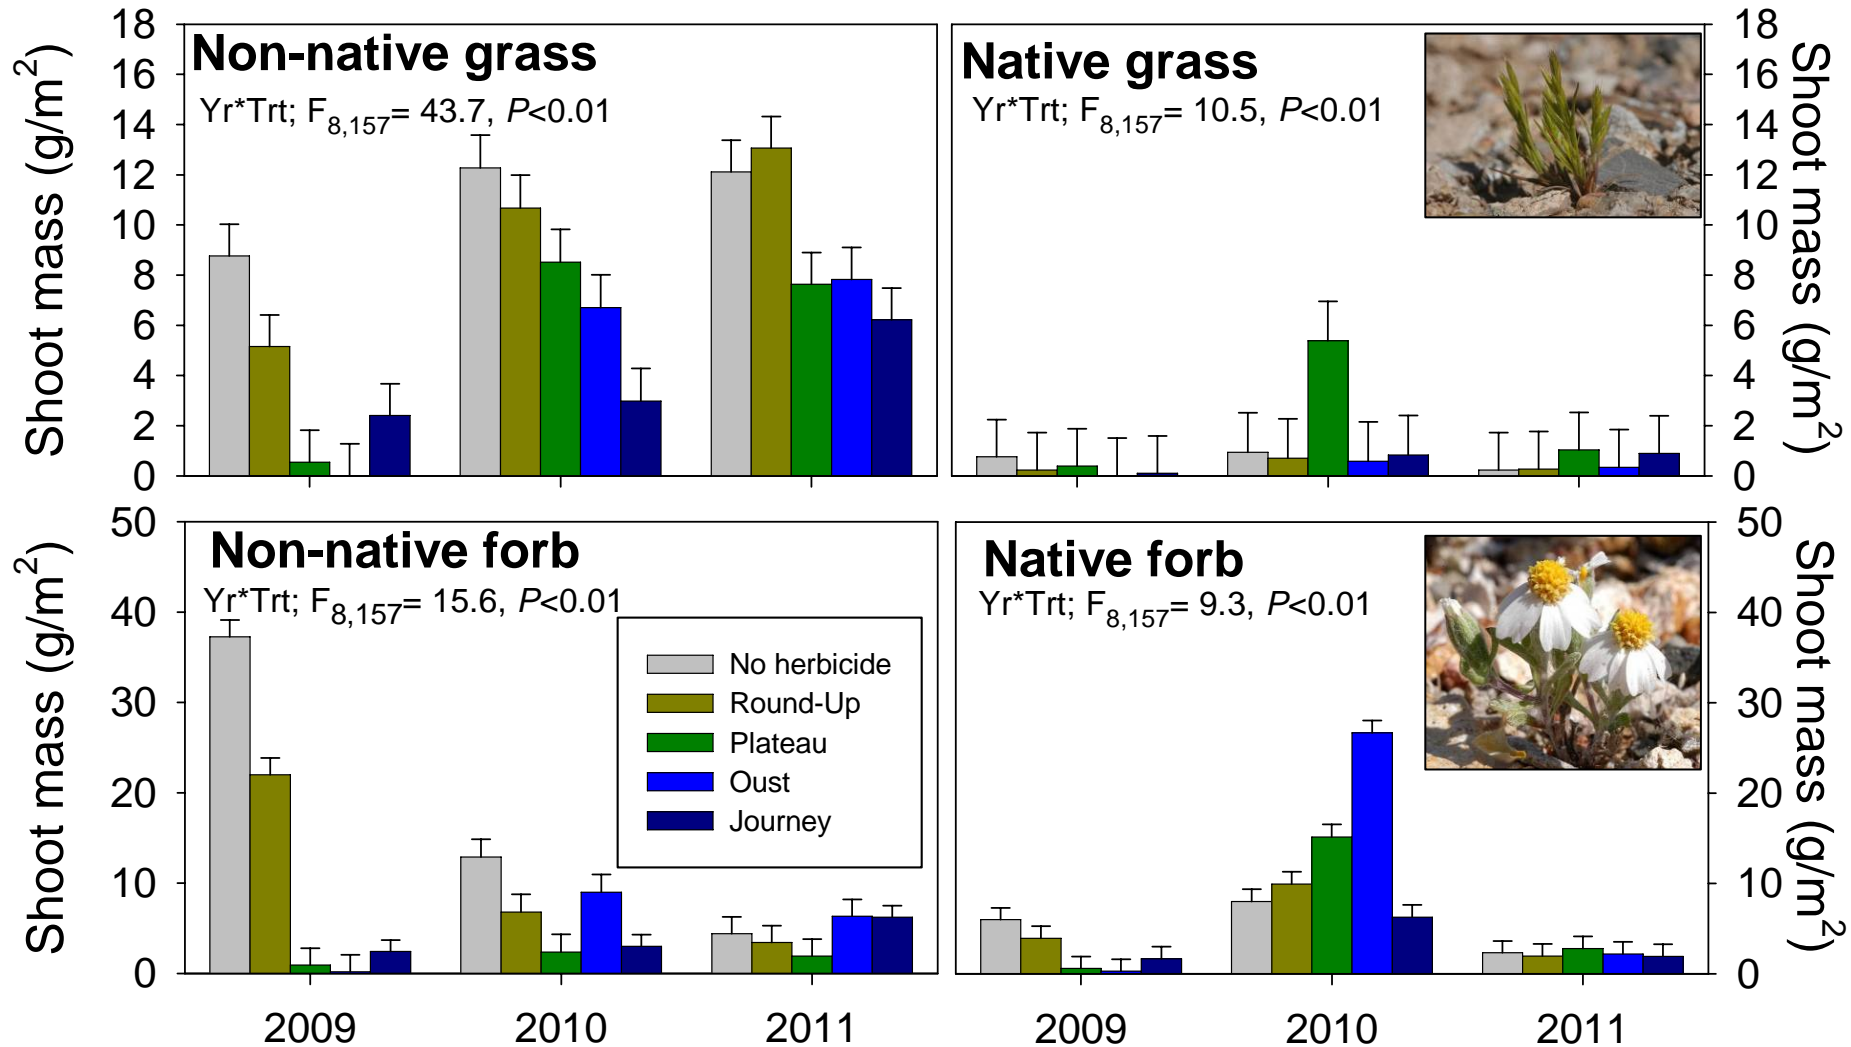 Non-native grass
Yr*Trt; F8,157= 43.7, P<0.01
Shoot mass (g/m2)
18
16
14
12
10
8
6
4
2
0
Native grass
Yr*Trt; F8,157= 10.5, P<0.01
18
16
14
12
10
8
6
4
2
0
Shoot mass (g/m2)
Non-native forb
Yr*Trt; F8,157= 15.6, P<0.01
Shoot mass (g/m2)
50
40
30
20
10
0
No herbicide
Round-Up
Plateau
Oust
Journey
2009 2010 2011
Native forb
Yr*Trt; F8,157= 9.3, P<0.01
50
40
30
20
10
0
Shoot mass (g/m2)
2009 2010 2011